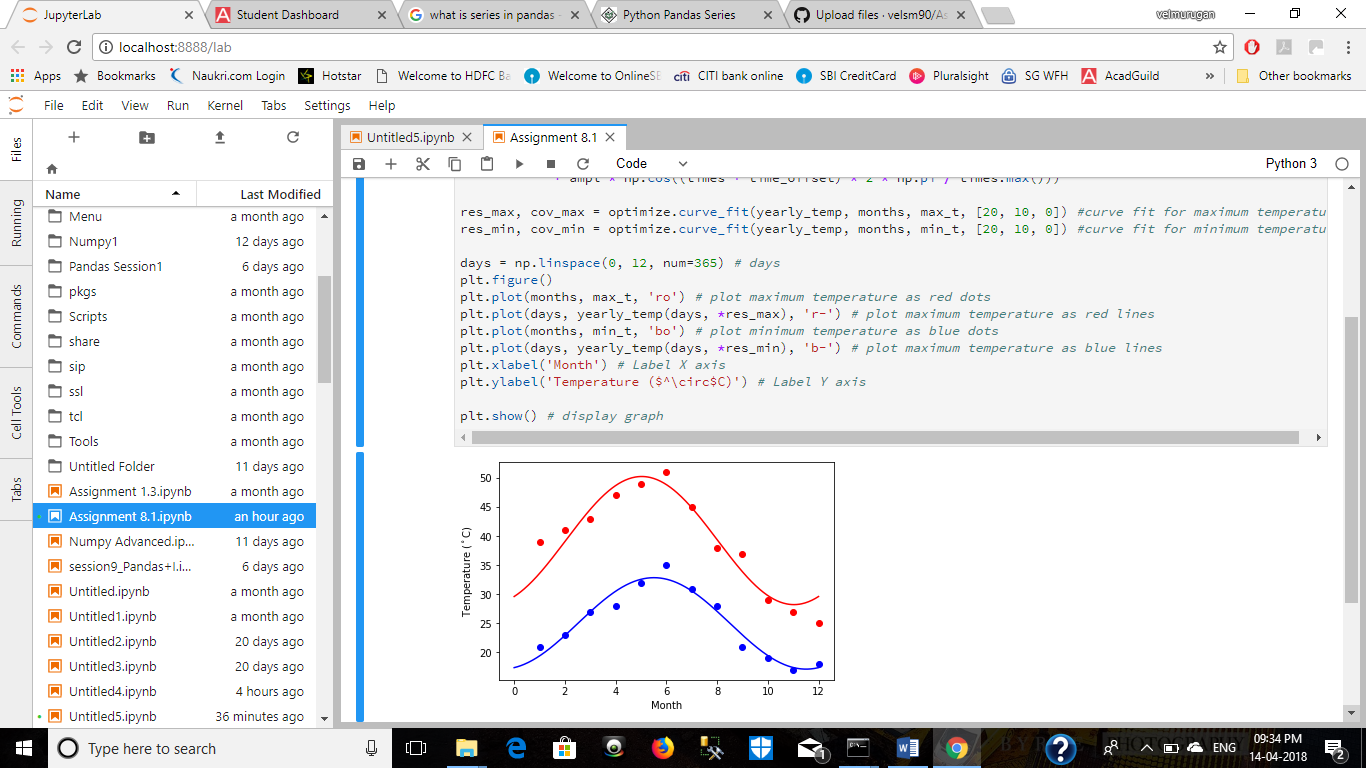 JupyterLab
Student Dashboard
what is series in pandas -
Python Pandas Series
Upload files · velsm90/As
velmurugan
localhost:8888/lab
Apps
Bookmarks
Naukri.com Login
Hotstar
Welcome to HDFC Ba
Welcome to OnlineSB
CITI bank online
SBI CreditCard
Pluralsight
SG WFH
AcadGuild
»
Other bookmarks
File Edit View Run Kernel Tabs Settings Help
Files
Running
Commands
Cell Tools
Tabs
Name Last Modified
Menu a month ago
Numpy1 12 days ago
Pandas Session1 6 days ago
pkgs a month ago
Scripts a month ago
share a month ago
sip a month ago
ssl a month ago
tcl a month ago
Tools a month ago
Untitled Folder 11 days ago
Assignment 1.3.ipynb a month ago
Assignment 8.1.ipynb an hour ago
Numpy Advanced.ip... 11 days ago
session9_Pandas+I.i... 6 days ago
Untitled.ipynb a month ago
Untitled1.ipynb a month ago
Untitled2.ipynb 20 days ago
Untitled3.ipynb 20 days ago
Untitled4.ipynb 4 hours ago
Untitled5.ipynb 36 minutes ago
Untitled5.ipynb
Assignment 8.1
Code
Python 3
+ ampl * np.cos((times + time_offset) * 2 * np.pi / times.max()))
res_max, cov_max = optimize.curve_fit(yearly_temp, months, max_t, [20, 10, 0]) #curve fit for maximum temperatu
res_min, cov_min = optimize.curve_fit(yearly_temp, months, min_t, [20, 10, 0]) #curve fit for minimum temperatu
days = np.linspace(0, 12, num=365) # days
plt.figure()
plt.plot(months, max_t, 'ro') # plot maximum temperature as red dots
plt.plot(days, yearly_temp(days, *res_max), 'r-') # plot maximum temperature as red lines
plt.plot(months, min_t, 'bo') # plot minimum temperature as blue dots
plt.plot(days, yearly_temp(days, *res_min), 'b-') # plot maximum temperature as blue lines
plt.xlabel('Month') # Label X axis
plt.ylabel('Temperature ($^\circ$C)') # Label Y axis
plt.show() # display graph
50
45
40
35
30
25
20
Temperature (°C)
0 2 4 6 8 10 12
Month
Type here to search
1
ENG
09:34 PM
14-04-2018
2